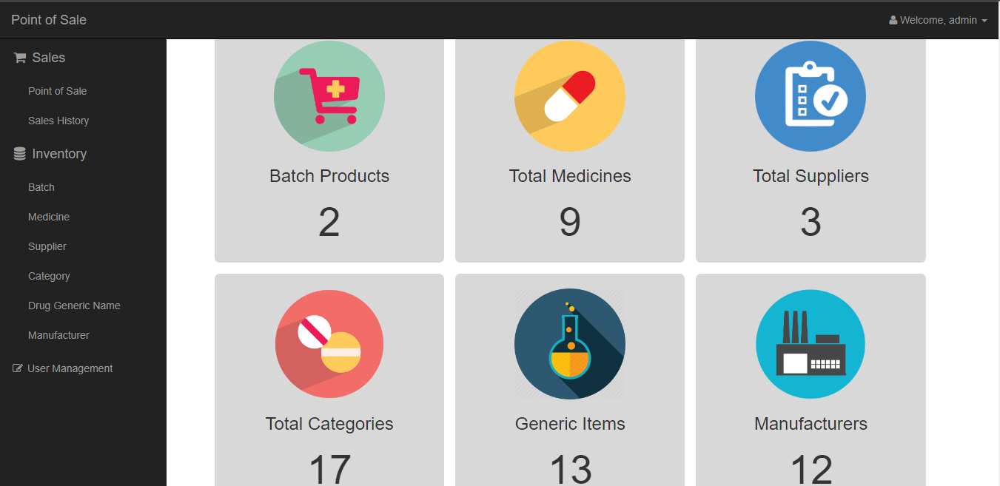 Point of Sale
Welcome, admin
Sales
Point of Sale
Sales History
Inventory
Batch
Medicine
Supplier
Category
Drug Generic Name
Manufacturer
User Management
Batch Products
2
Total Medicines
9
Total Suppliers
3
Total Categories
17
Generic Items
13
Manufacturers
12